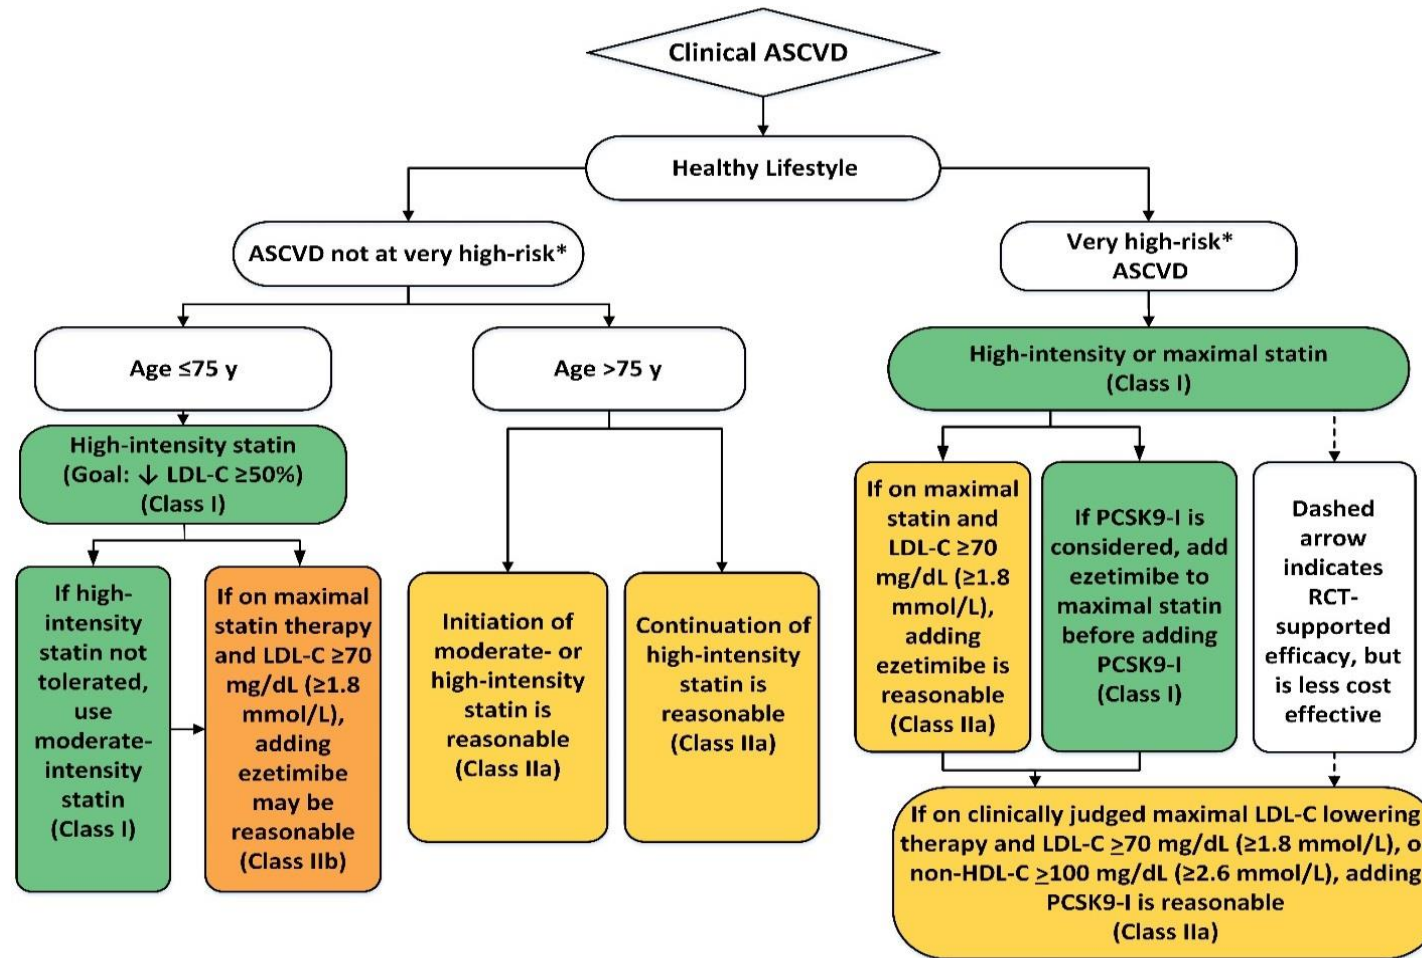 Clinical ASCVD
Healthy Lifestyle
ASCVD not at very high-risk*
Very high-risk*
ASCVD
Age ≤75 y
Age >75 y
High-intensity or maximal statin
(Class I)
High-intensity statin
(Goal: ↓ LDL-C ≥50%)
(Class I)
If high-
intensity
statin not
tolerated,
use
moderate-
intensity
statin
(Class I)
If on maximal
statin therapy
and LDL-C ≥70
mg/dL (≥1.8
mmol/L),
adding
ezetimibe
may be
reasonable
(Class IIb)
Initiation of
moderate- or
high-intensity
statin is
reasonable
(Class IIa)
Continuation of
high-intensity
statin is
reasonable
(Class IIa)
If on maximal
statin and
LDL-C ≥70
mg/dL (≥1.8
mmol/L),
adding
ezetimibe is
reasonable
(Class IIa)
If PCSK9-I is
considered, add
ezetimibe to
maximal statin
before adding
PCSK9-I
(Class I)
Dashed
arrow
indicates
RCT-
supported
efficacy, but
is less cost
effective
If on clinically judged maximal LDL-C lowering
therapy and LDL-C ≥70 mg/dL (≥1.8 mmol/L), o
non-HDL-C ≥100 mg/dL (≥2.6 mmol/L), adding
PCSK9-I is reasonable
(Class IIa)